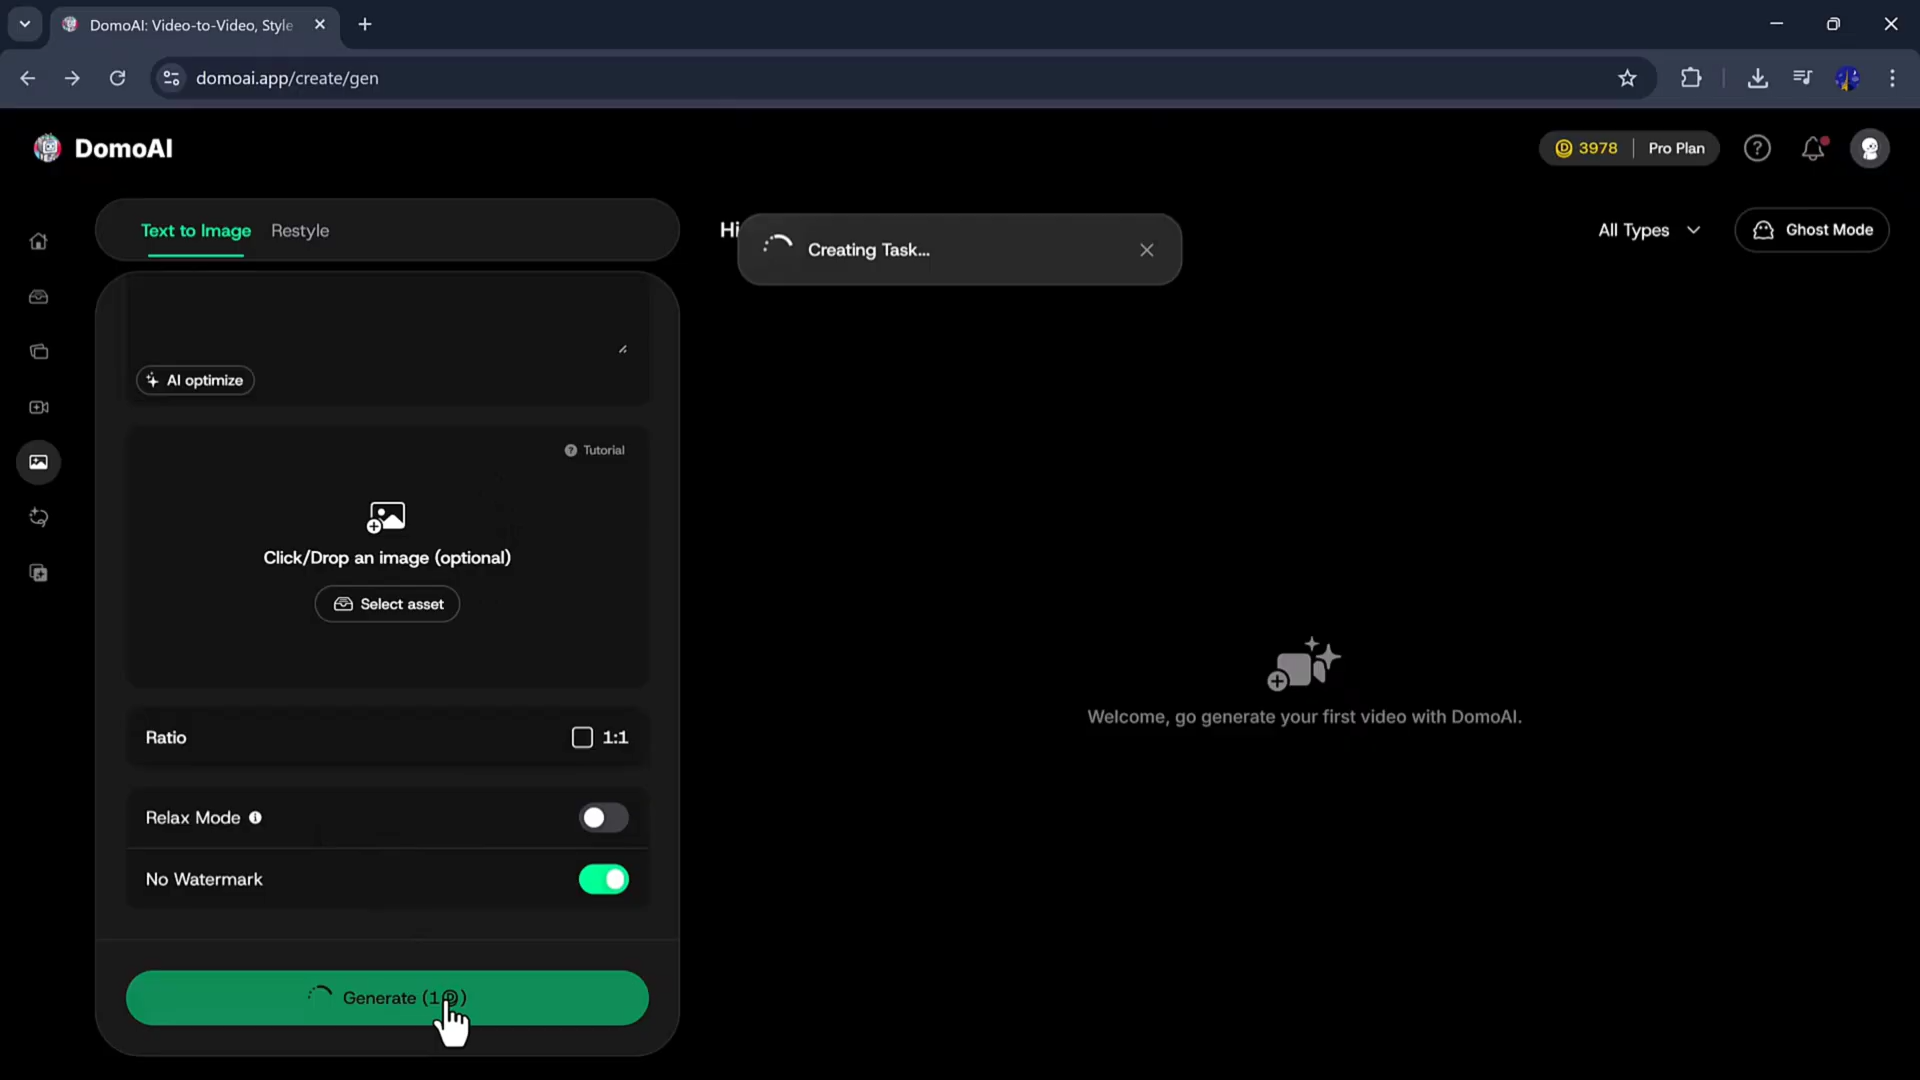 DomoAI: Video-to-Video, Style
domoai.app/create/gen
DomoAI
3978
Pro Plan
Text to Image
Restyle
Hi
Creating Task...
All Types
Ghost Mode
AI optimize
Tutorial
Click/Drop an image (optional)
Select asset
Welcome, go generate your first video with DomoAI.
Ratio
1:1
Relax Mode
No Watermark
Generate (1 )